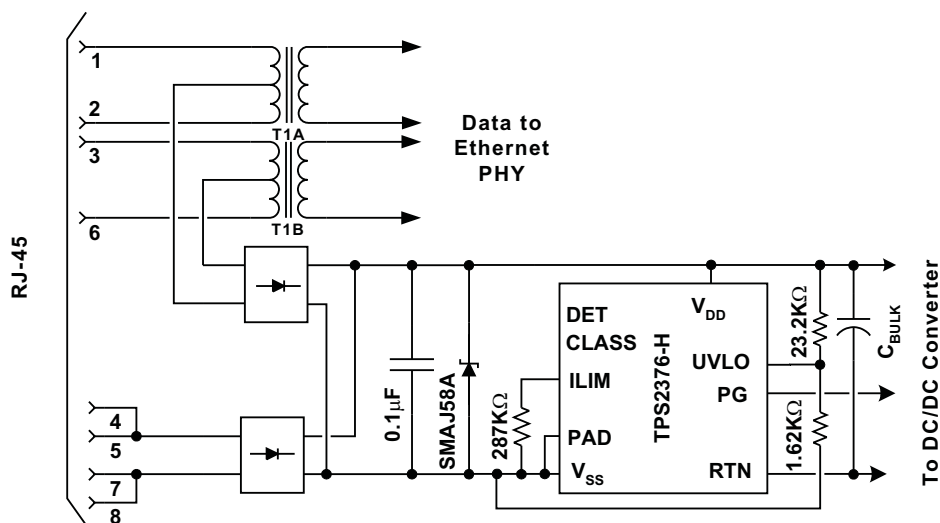 RJ-45
1
2
T1A
3
6
T1B
Data to
Ethernet
PHY
4
5
7
8
0.1μF
SMAJ58A
287KΩ
DET
CLASS
ILIM
PAD
VSS
TPS2376-H
VDD
UVLO
PG
RTN
23.2KΩ
1.62KΩ
CBULK
To DC/DC Converter